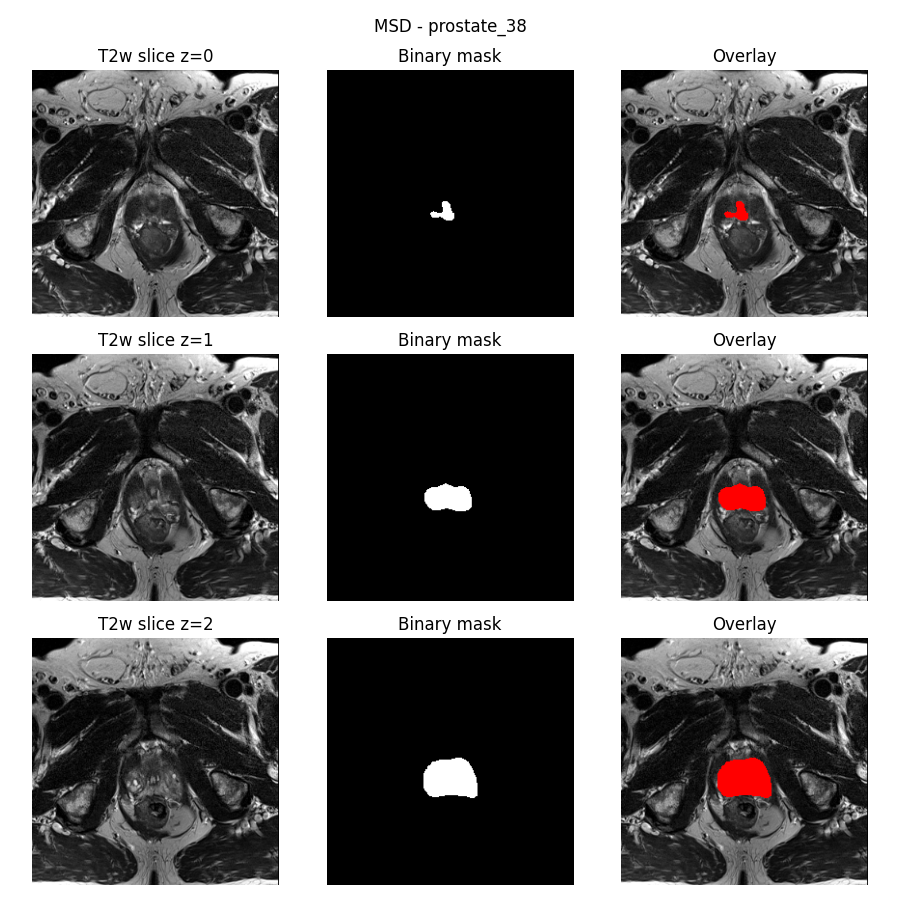 MSD - prostate_38
T2w slice z=0 Binary mask Overlay
T2w slice z=1 Binary mask Overlay
T2w slice z=2 Binary mask Overlay